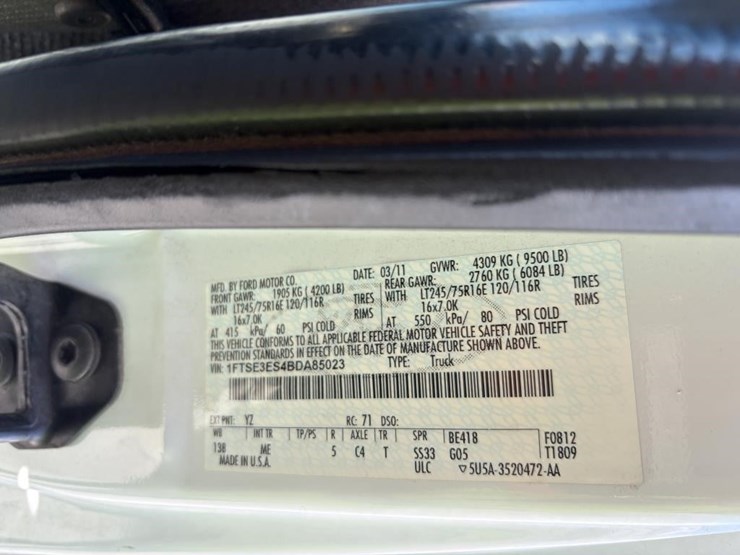 MFD. BY FORD MOTOR CO. DATE: 03/11 GVWR: 4309 KG ( 9500 LB)
FRONT GAWR: 1905 KG ( 4200 LB) REAR GAWR: 2760 KG ( 6084 LB)
WITH LT245/75R16E 120/116R TIRES WITH LT245/75R16E 120/116R TIRES
16x7.0K RIMS 16x7.0K RIMS
AT 415 kPa/ 60 PSI COLD AT 550 kPa/ 80 PSI COLD
THIS VEHICLE CONFORMS TO ALL APPLICABLE FEDERAL MOTOR VEHICLE SAFETY AND THEFT
PREVENTION STANDARDS IN EFFECT ON THE DATE OF MANUFACTURE SHOWN ABOVE.
VIN: 1FTSE3ES4BDA85023 TYPE: Truck
EXT PNT: YZ RC: 71 DSO:
WB INT TR TP/PS R AXLE TR SPR BE418 F0812
138 ME 5 C4 T SS33 G05 T1809
MADE IN U.S.A. ULC ▽5U5A-3520472-AA